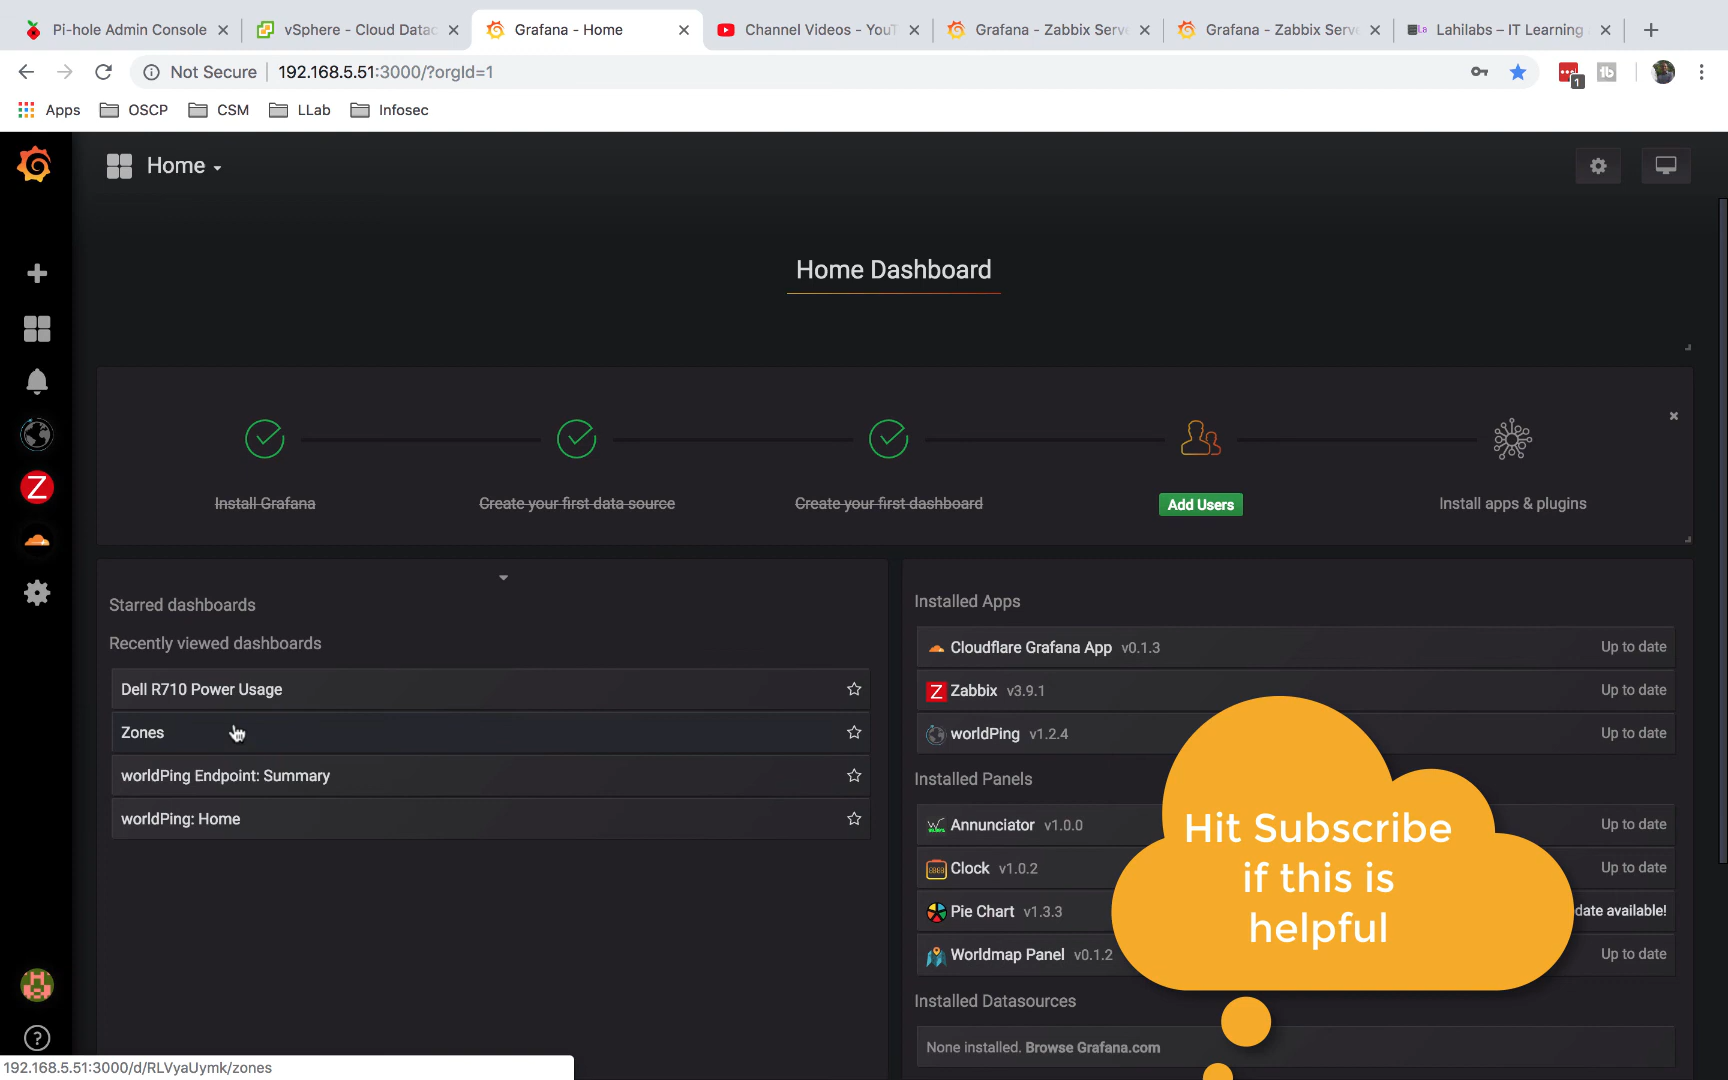 Pi-hole Admin Console
vSphere - Cloud Datac
Grafana - Home
Channel Videos - YouT
Grafana - Zabbix Serve
Grafana - Zabbix Serve
Lahilabs – IT Learning
Not Secure
192.168.5.51:3000/?orgId=1
1
Apps
OSCP
CSM
LLab
Infosec
Home
Home Dashboard
Install Grafana
Create your first data source
Create your first dashboard
Add Users
Install apps & plugins
Starred dashboards
Recently viewed dashboards
Dell R710 Power Usage
Zones
worldPing Endpoint: Summary
worldPing: Home
Installed Apps
Cloudflare Grafana App v0.1.3 Up to date
Z Zabbix v3.9.1 Up to date
worldPing v1.2.4 Up to date
Installed Panels
Annunciator v1.0.0 Up to date
Clock v1.0.2 Up to date
Pie Chart v1.3.3 date available!
Worldmap Panel v0.1.2 Up to date
Installed Datasources
None installed. Browse Grafana.com
Z
?
Hit Subscribe
if this is
helpful
192.168.5.51:3000/d/RLVyaUymk/zones